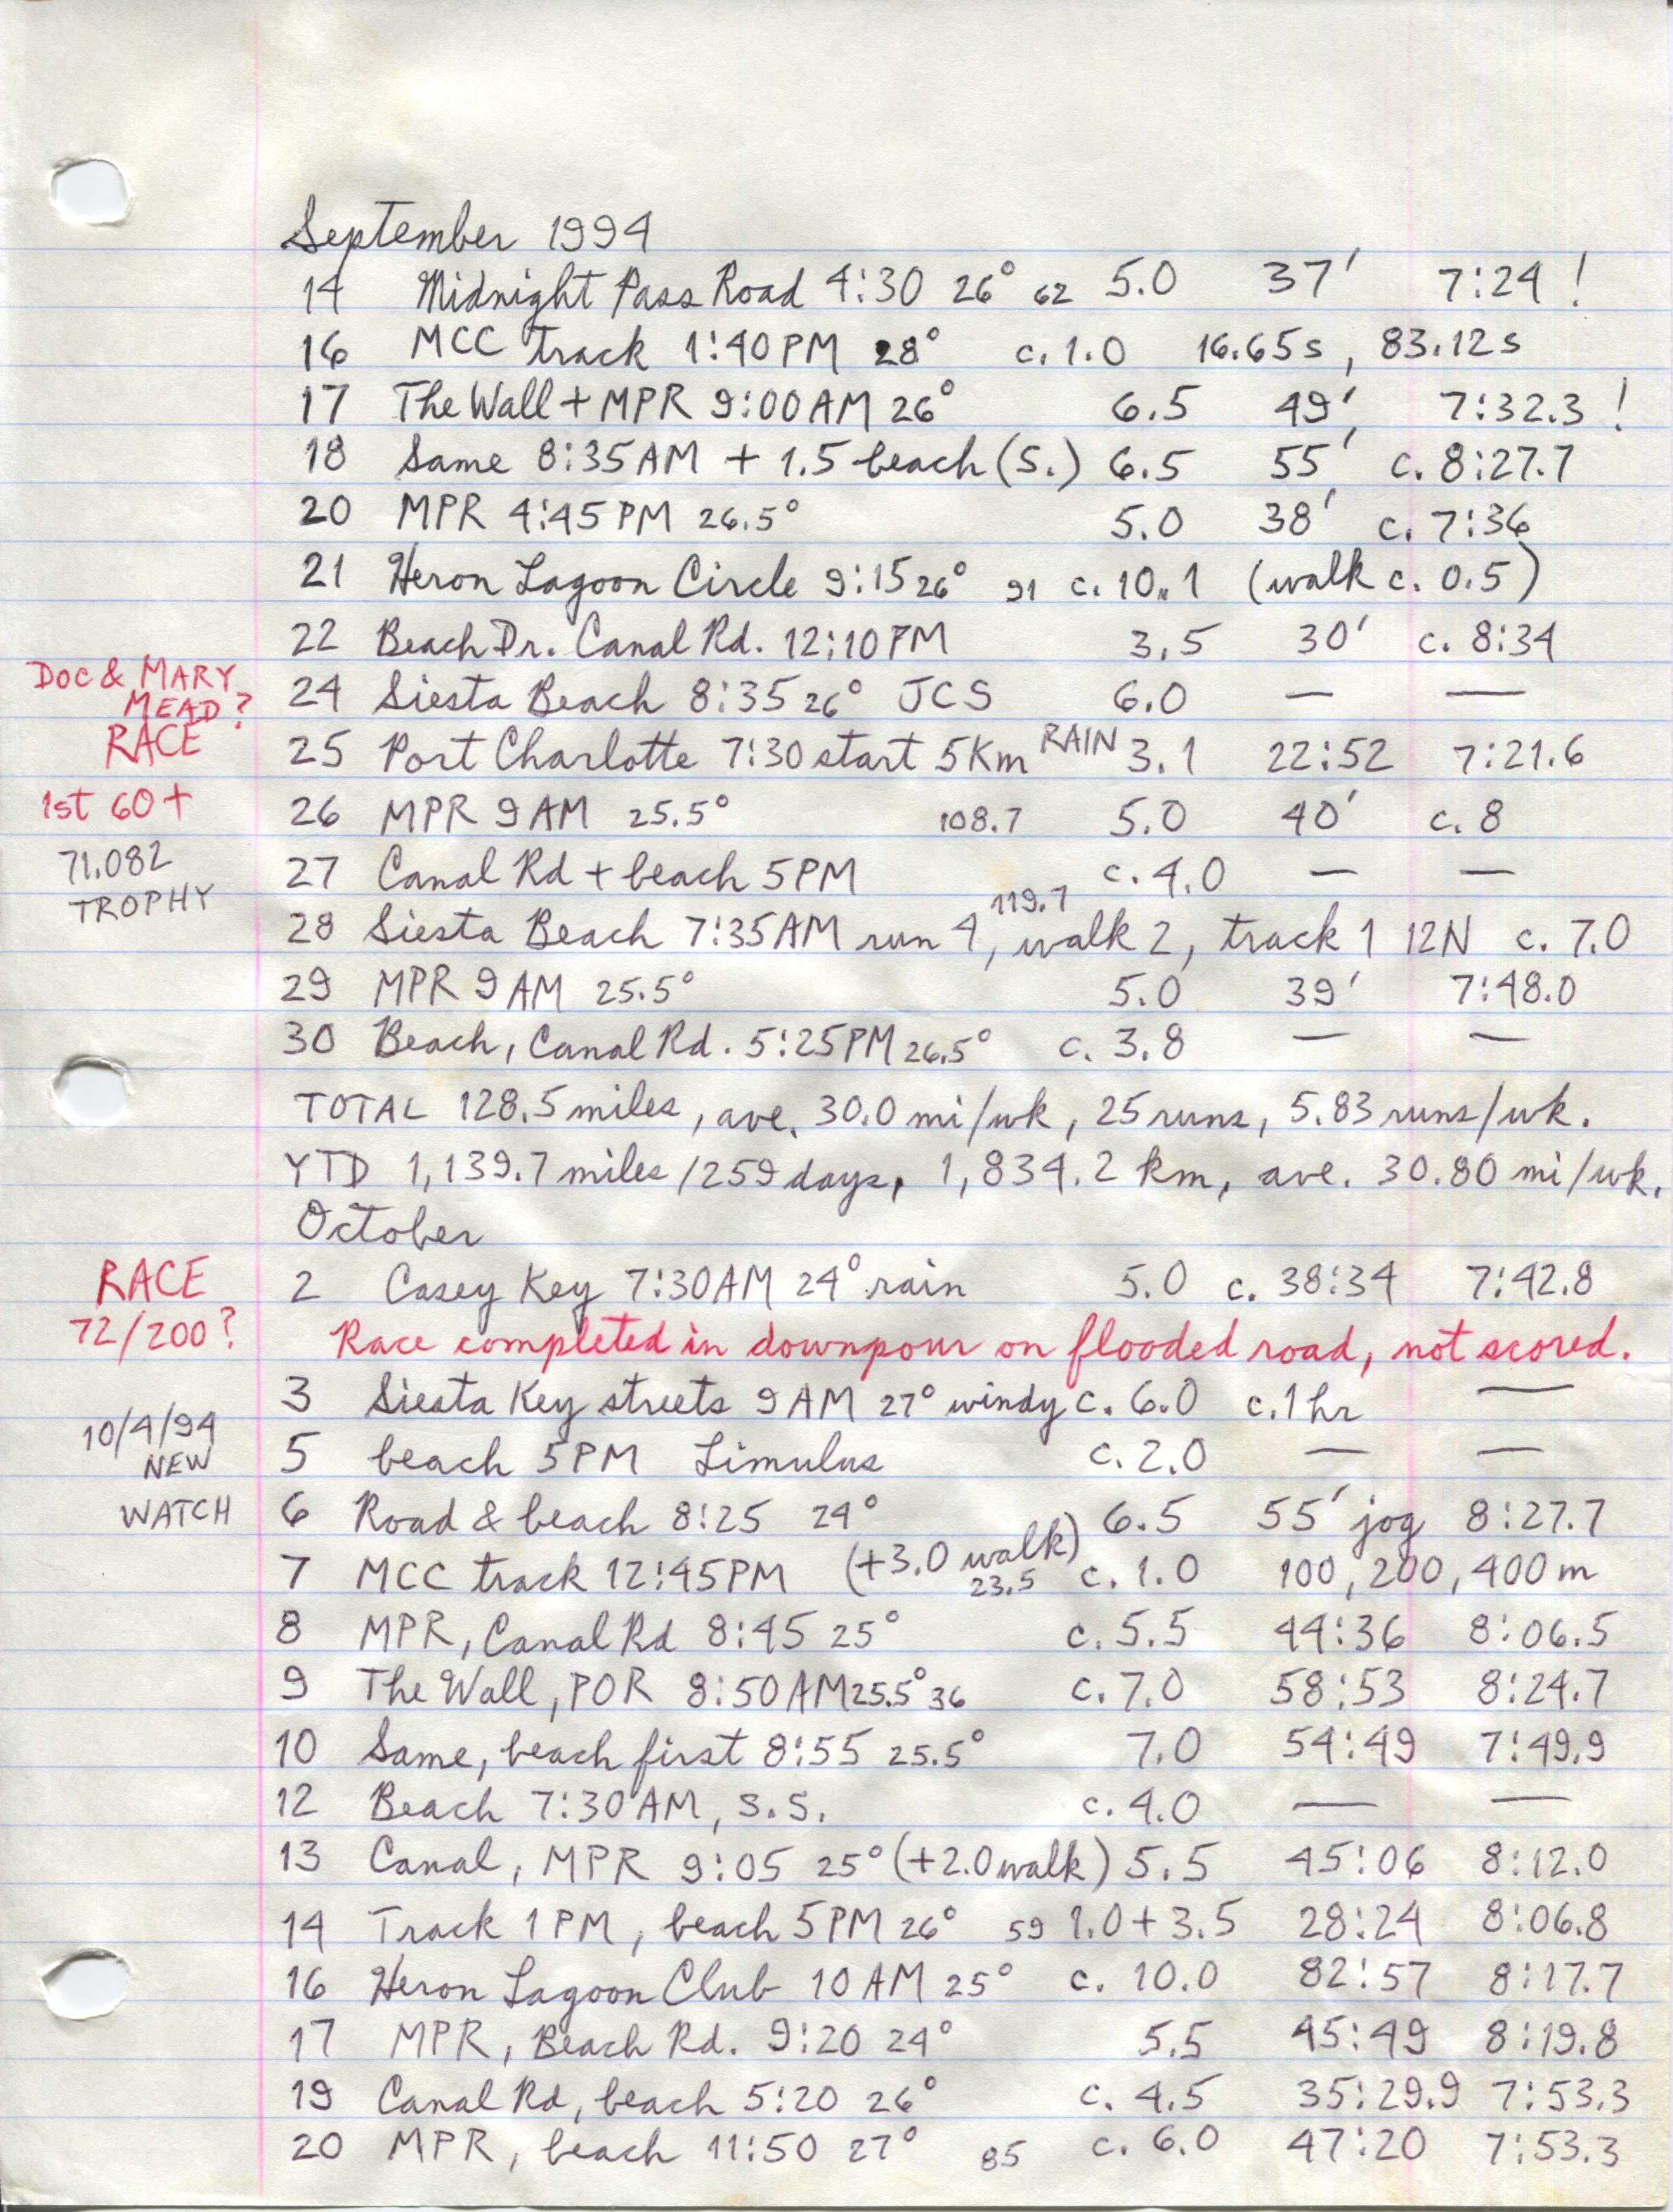 September 1994
14 Midnight Pass Road 4:30 26° 62 5.0 37' 7:24 !
16 MCC track 1:40 PM 28° c. 1.0 16.65s, 83.12s
17 The Wall + MPR 9:00 AM 26° 6.5 49' 7:32.3 !
18 Same 8:35 AM + 1.5 beach (S.) 6.5 55' c. 8:27.7
20 MPR 4:45 PM 26.5° 5.0 38' c. 7:36
21 Heron Lagoon Circle 9:15 26° 91 c. 10.1 (walk c. 0.5)
22 Beach Dr. Canal Rd. 12:10 PM 3.5 30' c. 8:34
DOC & MARY
MEAD?
24 Siesta Beach 8:35 26° JCS 6.0 — —
RACE
25 Port Charlotte 7:30 start 5Km RAIN 3.1 22:52 7:21.6
1st 60+
26 MPR 9 AM 25.5° 108.7 5.0 40' c. 8
71.082
TROPHY
27 Canal Rd + beach 5 PM c. 4.0 — —
28 Siesta Beach 7:35 AM run 4, 119.7 walk 2, track 1 12N c. 7.0
29 MPR 9 AM 25.5° 5.0 39' 7:48.0
30 Beach, Canal Rd. 5:25 PM 26.5° c. 3.8 — —
TOTAL 128.5 miles, ave. 30.0 mi/wk, 25 runs, 5.83 runs/wk.
YTD 1,139.7 miles/259 days, 1,834.2 km, ave. 30.80 mi/wk.
October
RACE
72/200?
2 Casey Key 7:30 AM 24° rain 5.0 c. 38:34 7:42.8
Race completed in downpour on flooded road, not scored.
3 Siesta Key streets 9 AM 27° windy c. 6.0 c. 1 hr —
10/4/94
NEW
WATCH
5 beach 5 PM Limulus c. 2.0 — —
6 Road & beach 8:25 24° 6.5 55' jog 8:27.7
7 MCC track 12:45 PM (+3.0 walk) 23.5 c. 1.0 100, 200, 400 m
8 MPR, Canal Rd 8:45 25° c. 5.5 44:36 8:06.5
9 The Wall, POR 8:50 AM 25.5° 36 c. 7.0 58:53 8:24.7
10 Same, beach first 8:55 25.5° 7.0 54:49 7:49.9
12 Beach 7:30 AM, S.S. c. 4.0 — —
13 Canal, MPR 9:05 25° (+2.0 walk) 5.5 45:06 8:12.0
14 Track 1 PM, beach 5 PM 26° 59 1.0 + 3.5 28:24 8:06.8
16 Heron Lagoon Club 10 AM 25° c. 10.0 82:57 8:17.7
17 MPR, Beach Rd. 9:20 24° 5.5 45:49 8:19.8
19 Canal Rd, beach 5:20 26° c. 4.5 35:29.9 7:53.3
20 MPR, beach 11:50 27° 85 c. 6.0 47:20 7:53.3